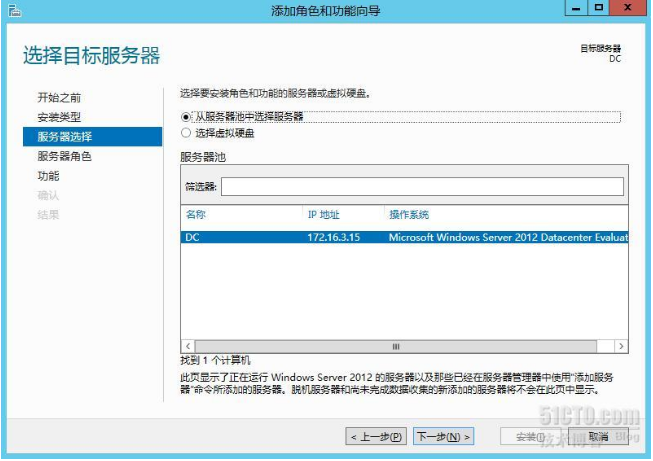 添加角色和功能向导
选择目标服务器
目标服务器
DC
开始之前
安装类型
服务器选择
服务器角色
功能
确认
结果
选择要安装角色和功能的服务器或虚拟硬盘。
从服务器池中选择服务器
选择虚拟硬盘
服务器池
筛选器:
名称 IP 地址 操作系统
DC 172.16.3.15 Microsoft Windows Server 2012 Datacenter Evaluat
找到 1 个计算机
此页显示了正在运行 Windows Server 2012 的服务器以及那些已经在服务器管理器中使用"添加服务
器"命令所添加的服务器。脱机服务器和尚未完成数据收集的新添加的服务器将不会在此页中显示。
< 上一步(P) 下一步(N) > 安装(I) 取消
51CTO.com
技术博客 Blog